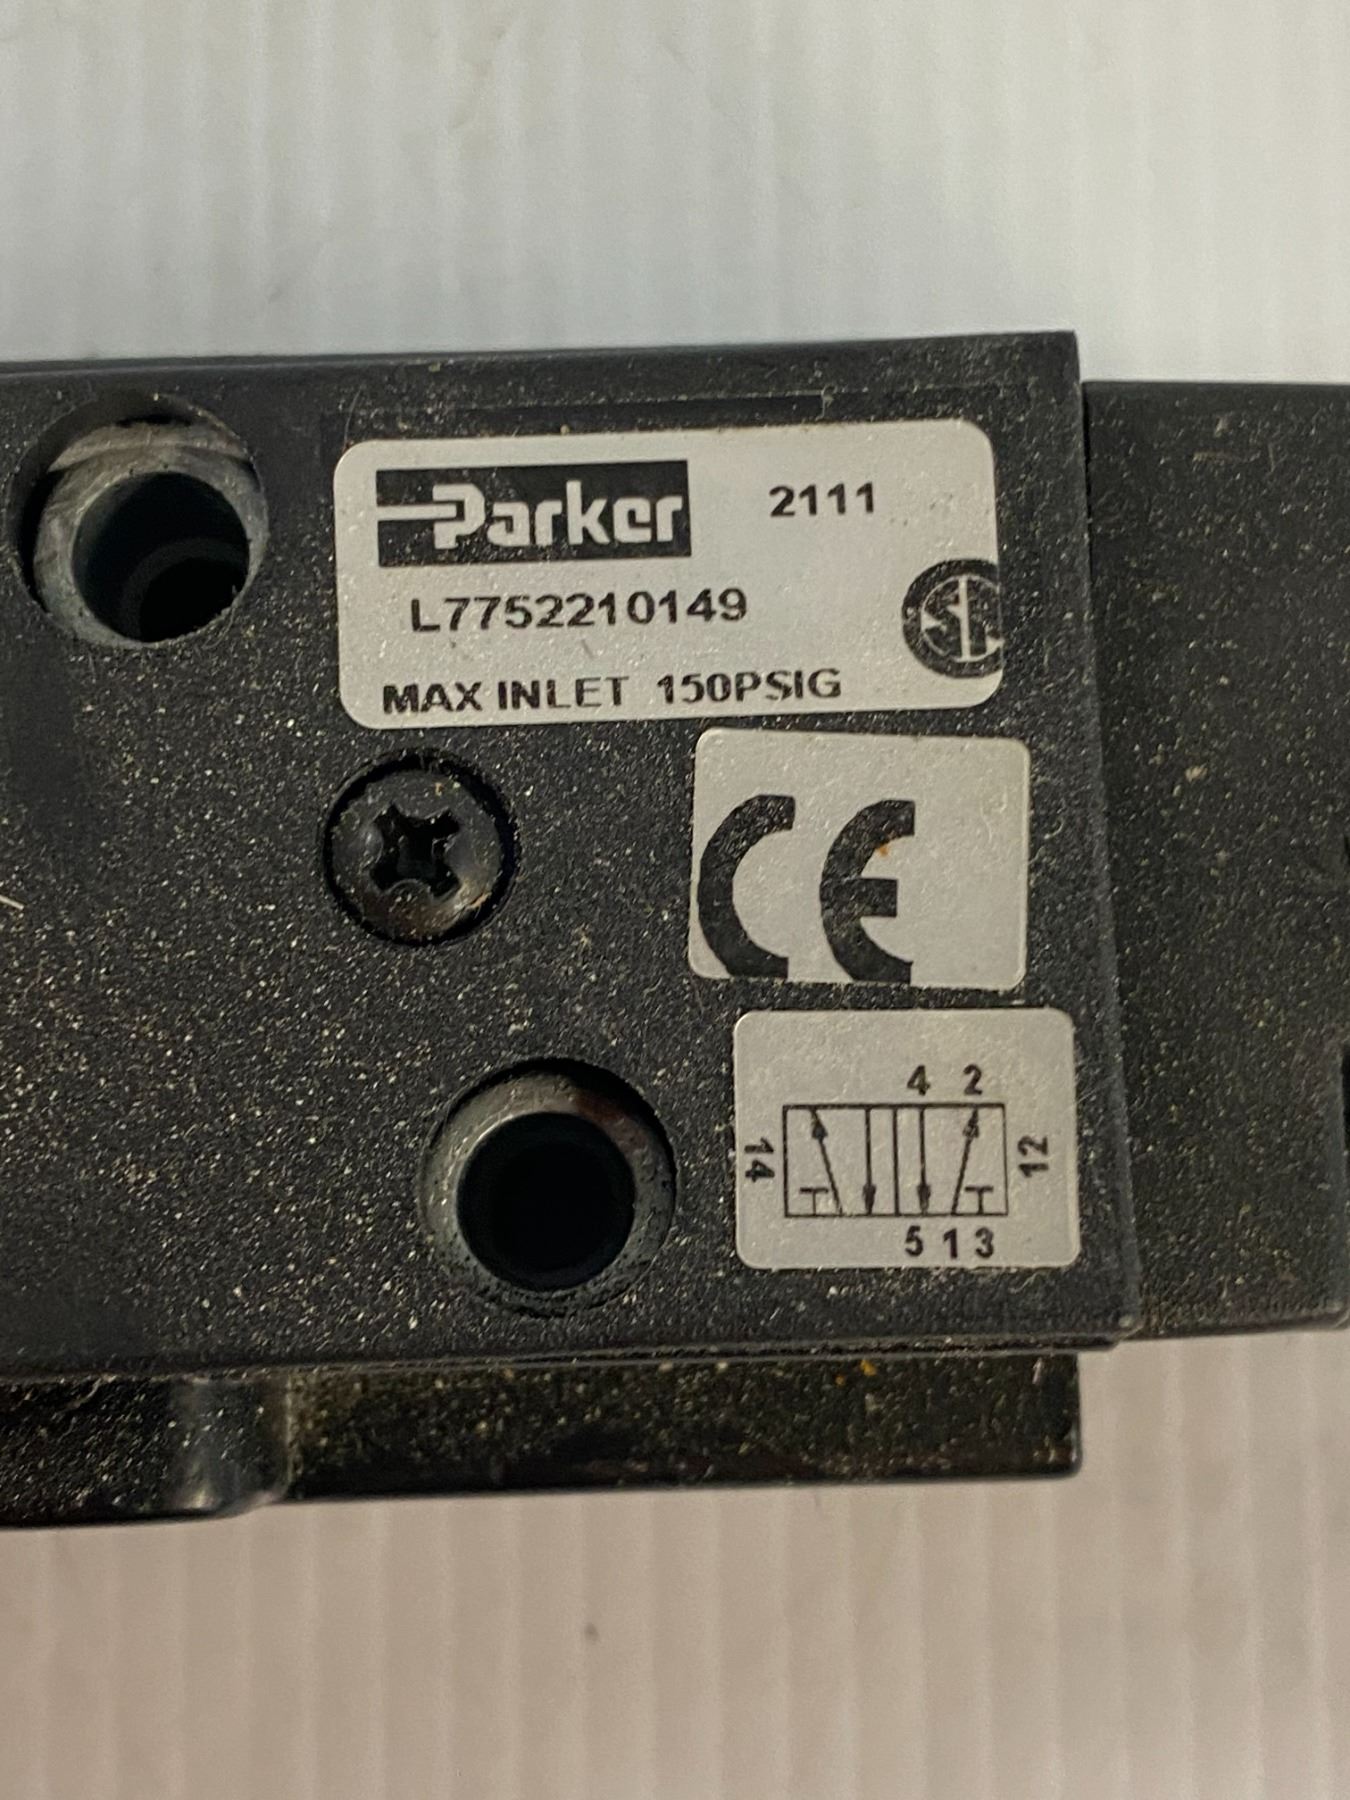 Parker 2111
L7752210149
MAX INLET 150PSIG
CE
4 2
14 12
5 1 3